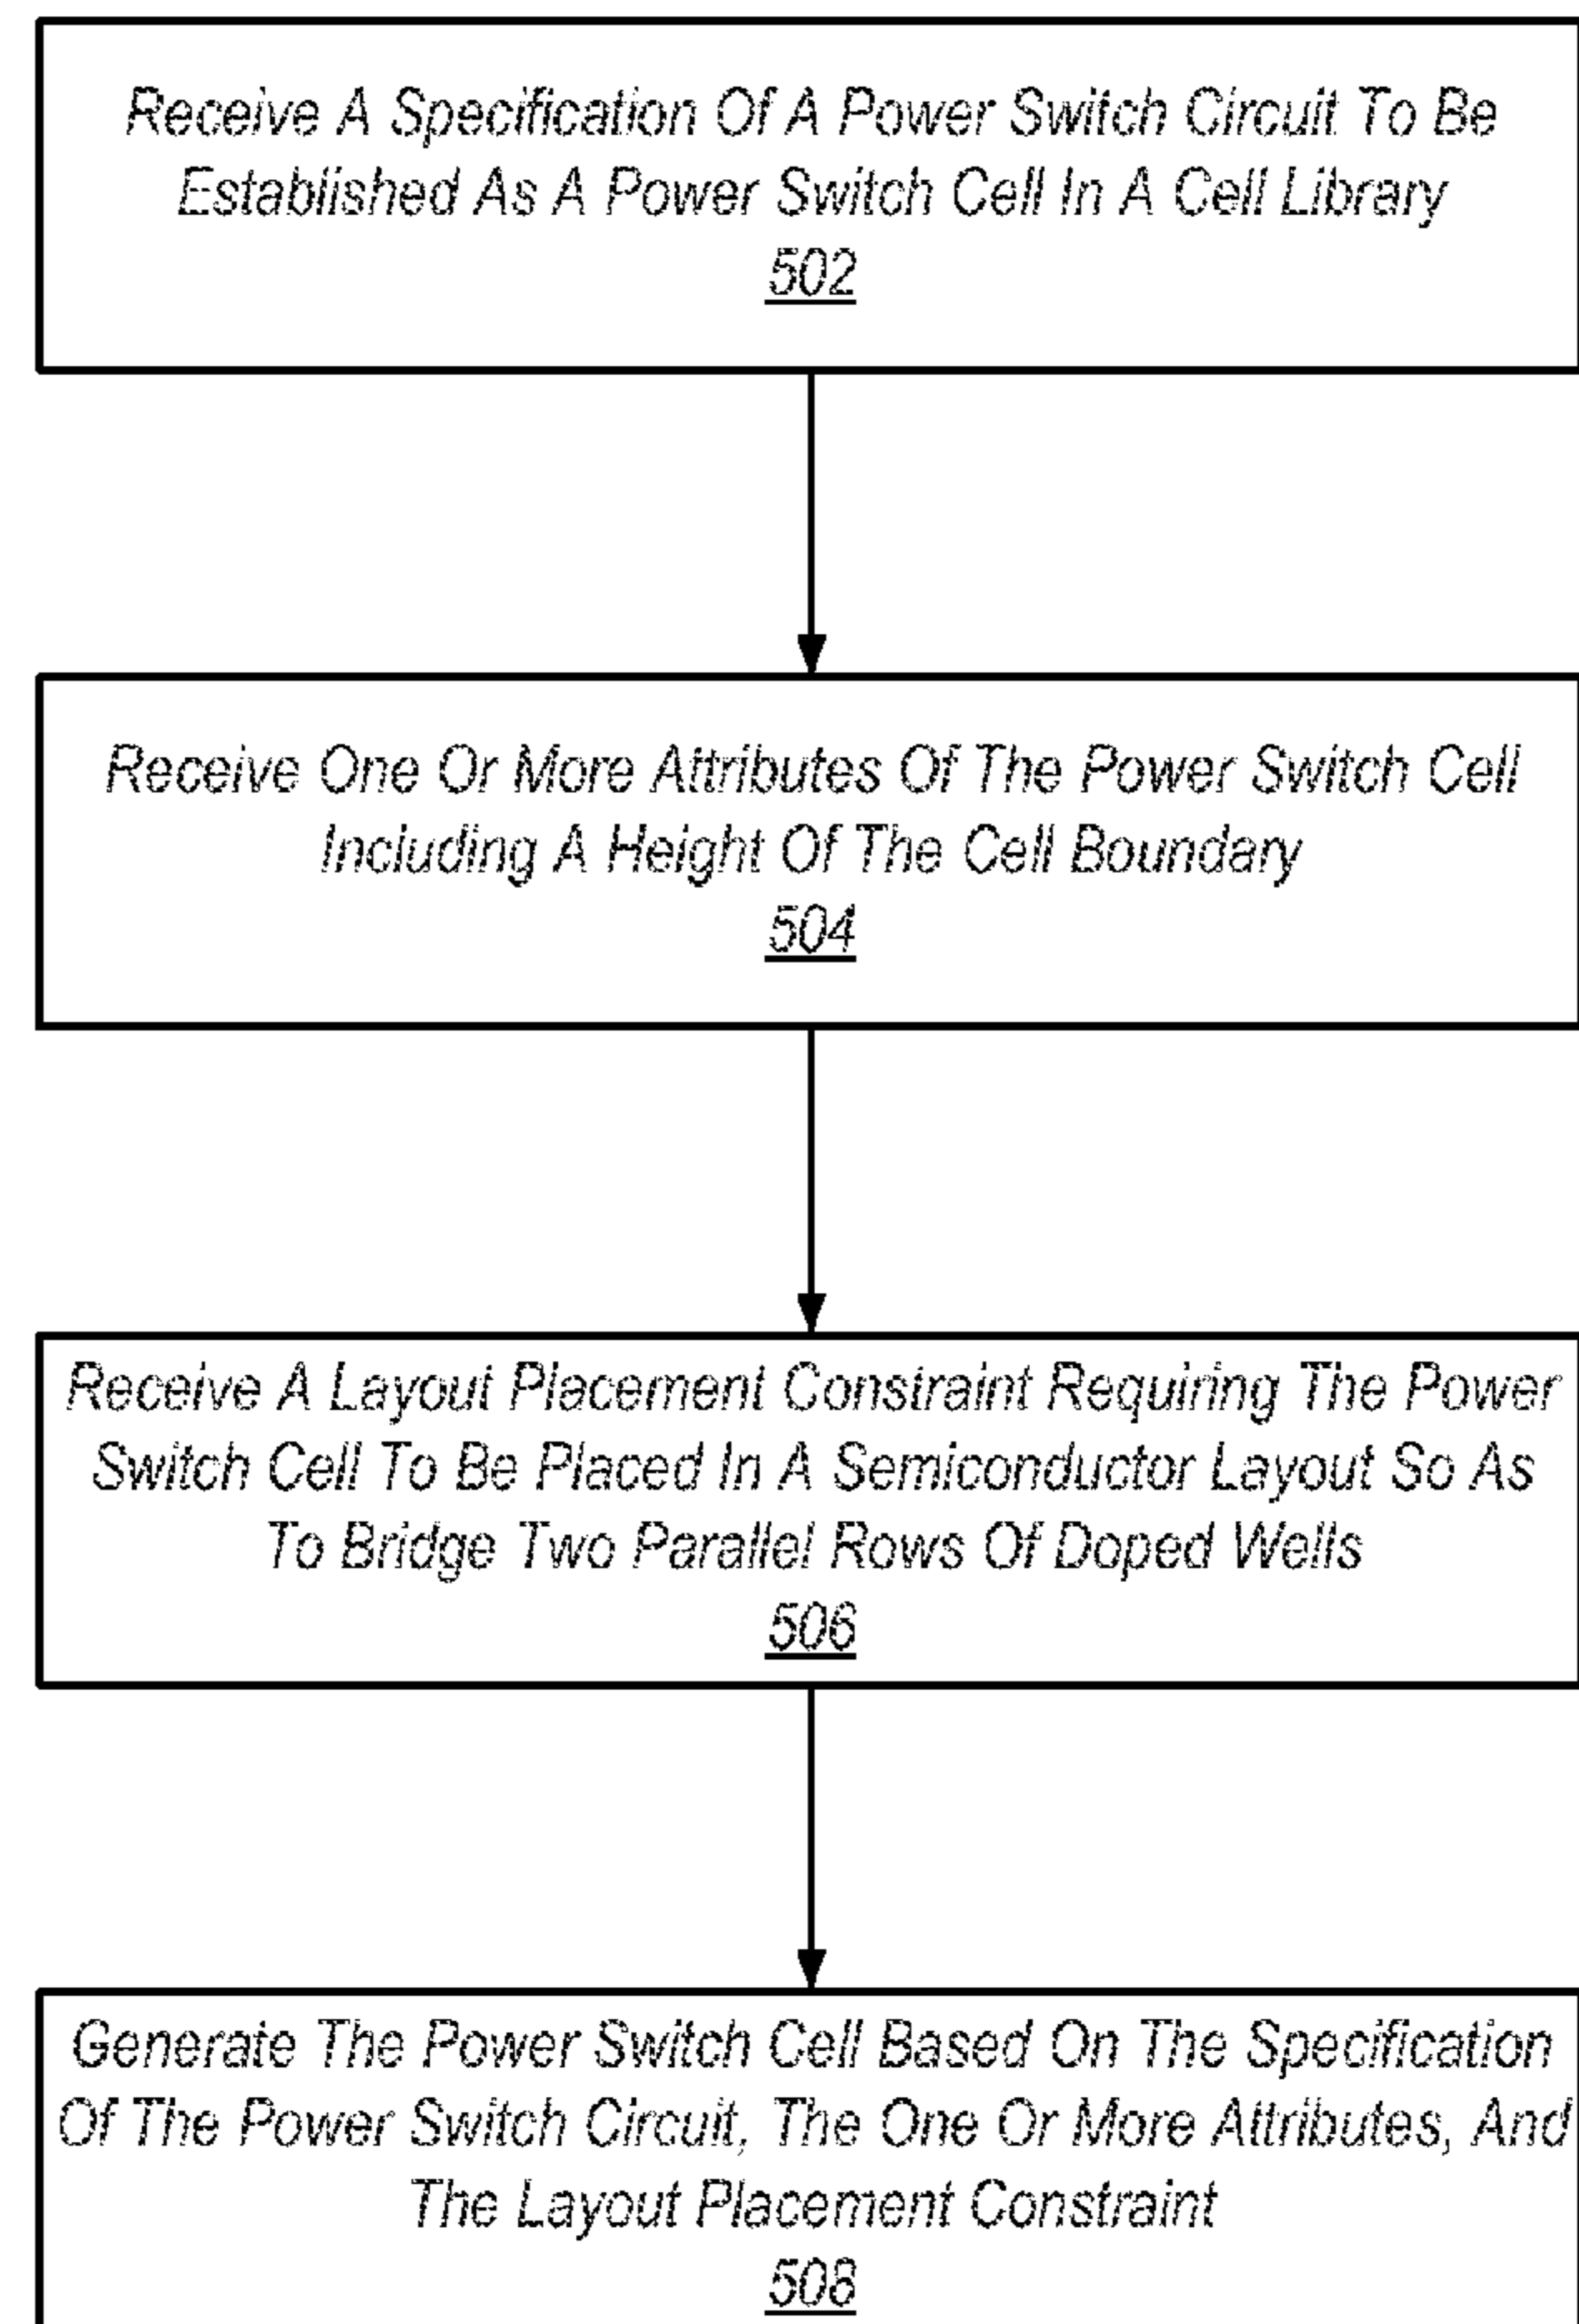 Receive A Specification Of A Power Switch Circuit To Be
Established As A Power Switch Cell In A Cell Library
502
Receive One Or More Attributes Of The Power Switch Cell
Including A Height Of The Cell Boundary
504
Receive A Layout Placement Constraint Requiring The Power
Switch Cell To Be Placed In A Semiconductor Layout So As
To Bridge Two Parallel Rows Of Doped Wells
506
Generate The Power Switch Cell Based On The Specification
Of The Power Switch Circuit, The One Or More Attributes, And
The Layout Placement Constraint
508